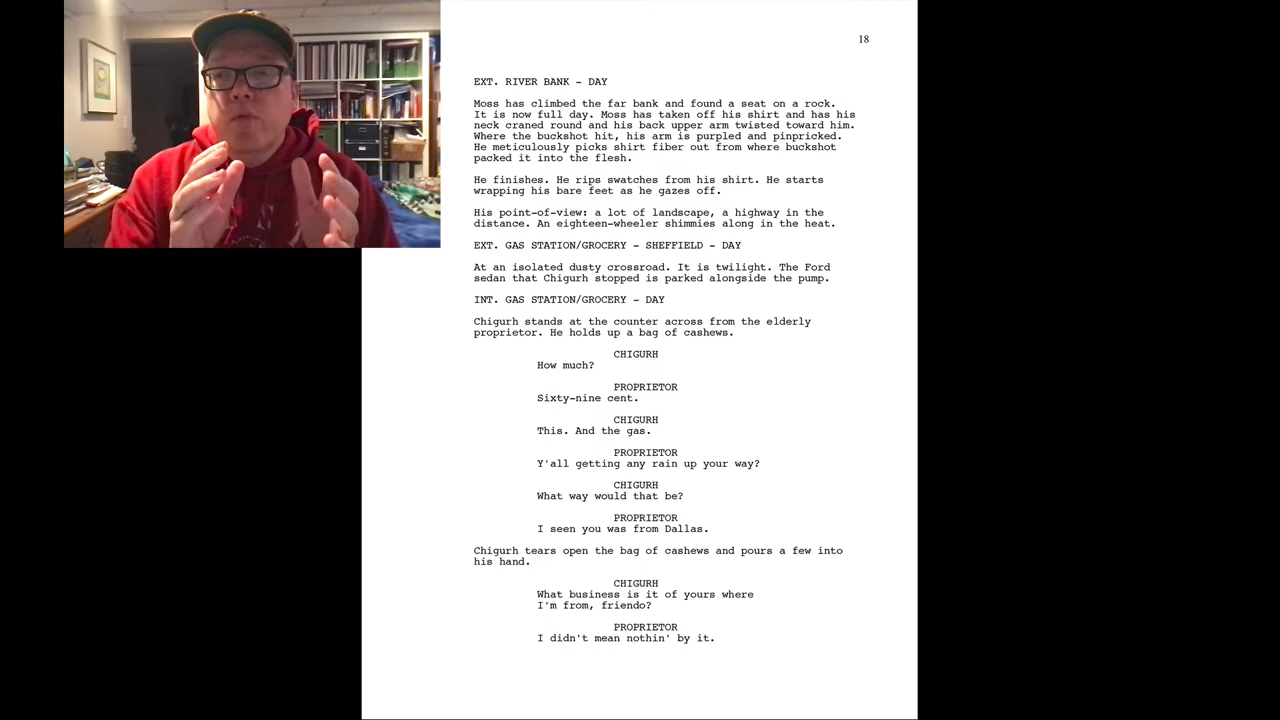 18
EXT. RIVER BANK – DAY
Moss has climbed the far bank and found a seat on a rock.
It is now full day. Moss has taken off his shirt and has his
neck craned round and his back upper arm twisted toward him.
Where the buckshot hit, his arm is purpled and pinpricked.
He meticulously picks shirt fiber out from where buckshot
packed it into the flesh.
He finishes. He rips swatches from his shirt. He starts
wrapping his bare feet as he gazes off.
His point-of-view: a lot of landscape, a highway in the
distance. An eighteen-wheeler shimmies along in the heat.
EXT. GAS STATION/GROCERY – SHEFFIELD – DAY
At an isolated dusty crossroad. It is twilight. The Ford
sedan that Chigurh stopped is parked alongside the pump.
INT. GAS STATION/GROCERY – DAY
Chigurh stands at the counter across from the elderly
proprietor. He holds up a bag of cashews.
CHIGURH
How much?
PROPRIETOR
Sixty-nine cent.
CHIGURH
This. And the gas.
PROPRIETOR
Y'all getting any rain up your way?
CHIGURH
What way would that be?
PROPRIETOR
I seen you was from Dallas.
Chigurh tears open the bag of cashews and pours a few into
his hand.
CHIGURH
What business is it of yours where
I'm from, friendo?
PROPRIETOR
I didn't mean nothin' by it.